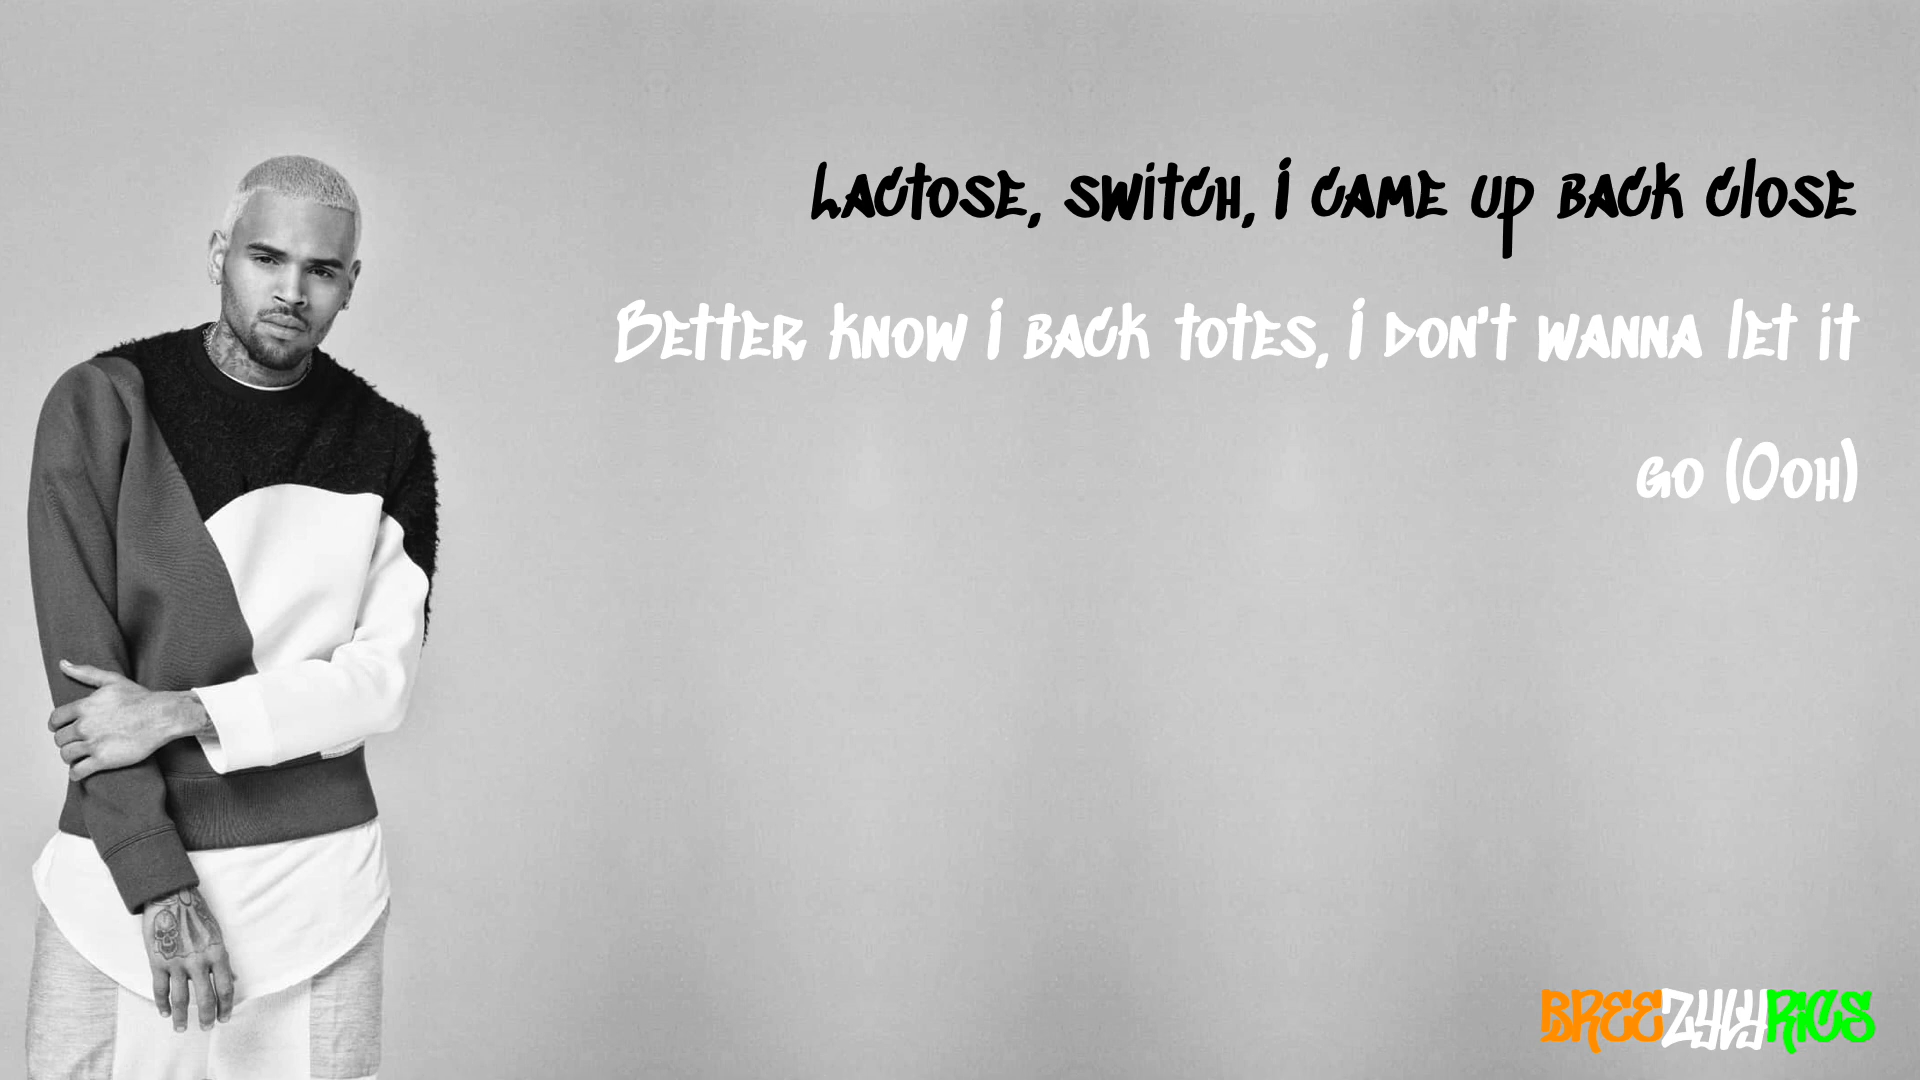 Lactose, switch, i came up back close
Better know i back totes, i don't wanna let it
go (Ooh)
BREEZYLYRICS